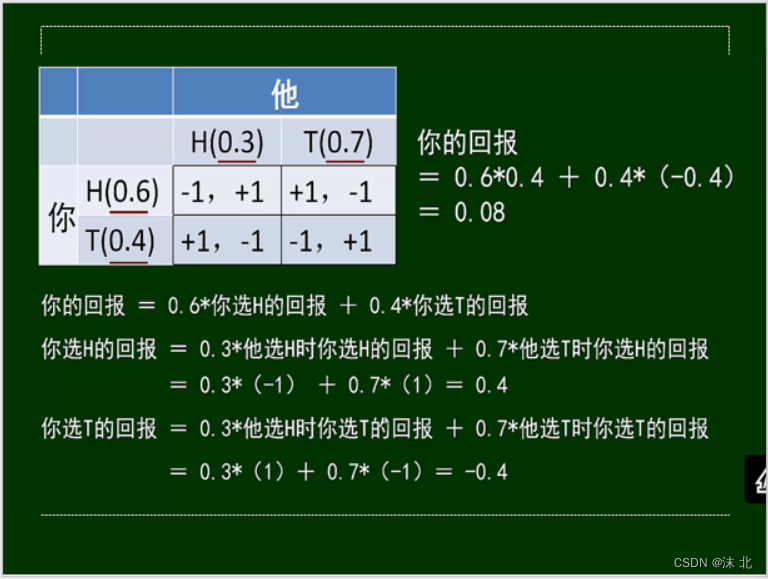 他
H(0.3) T(0.7)
你的回报
= 0.6*0.4 + 0.4*（-0.4）
= 0.08
你
H(0.6) -1，+1 +1，-1
T(0.4) +1，-1 -1，+1
你的回报 = 0.6*你选H的回报 + 0.4*你选T的回报
你选H的回报 = 0.3*他选H时你选H的回报 + 0.7*他选T时你选H的回报
= 0.3*（-1） + 0.7*（1）= 0.4
你选T的回报 = 0.3*他选H时你选T的回报 + 0.7*他选T时你选T的回报
= 0.3*（1）+ 0.7*（-1）= -0.4
CSDN @沫 北